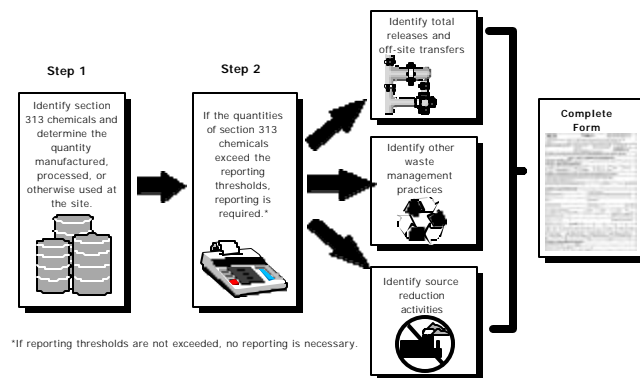 Step 1
Identify section
313 chemicals and
determine the
quantity
manufactured,
processed, or
otherwise used at
the site.
Step 2
If the quantities
of section 313
chemicals
exceed the
reporting
thresholds,
reporting is
required.*
Identify total
releases and
off-site transfers
Identify other
waste
management
practices
Identify source
reduction
activities
Complete
Form
*If reporting thresholds are not exceeded, no reporting is necessary.